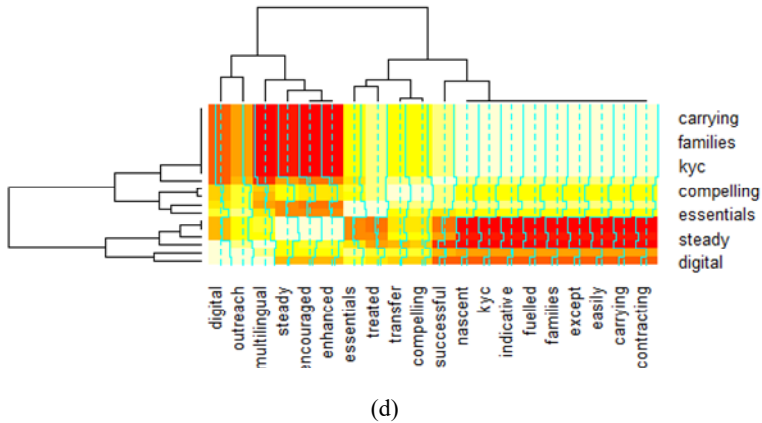 carrying
families
kyc
compelling
essentials
steady
digital
digital
outreach
multilingual
steady
encouraged
enhanced
essentials
treated
transfer
compelling
successful
nascent
kyc
indicative
fuelled
families
except
easily
carrying
contracting
(d)